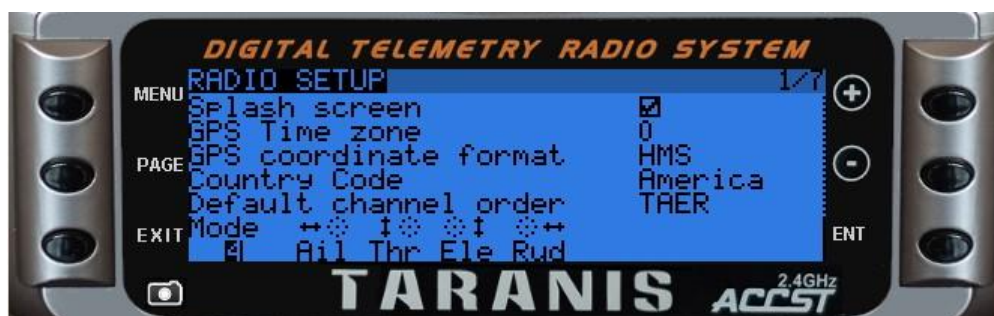 DIGITAL TELEMETRY RADIO SYSTEM
RADIO SETUP 1/7
MENU
Splash screen
GPS Time zone 0
PAGE
GPS coordinate format HMS
Country Code America
Default channel order TAER
EXIT
Mode
4 Ail Thr Ele Rud
ENT
TARANIS
2.4GHz
ACCST